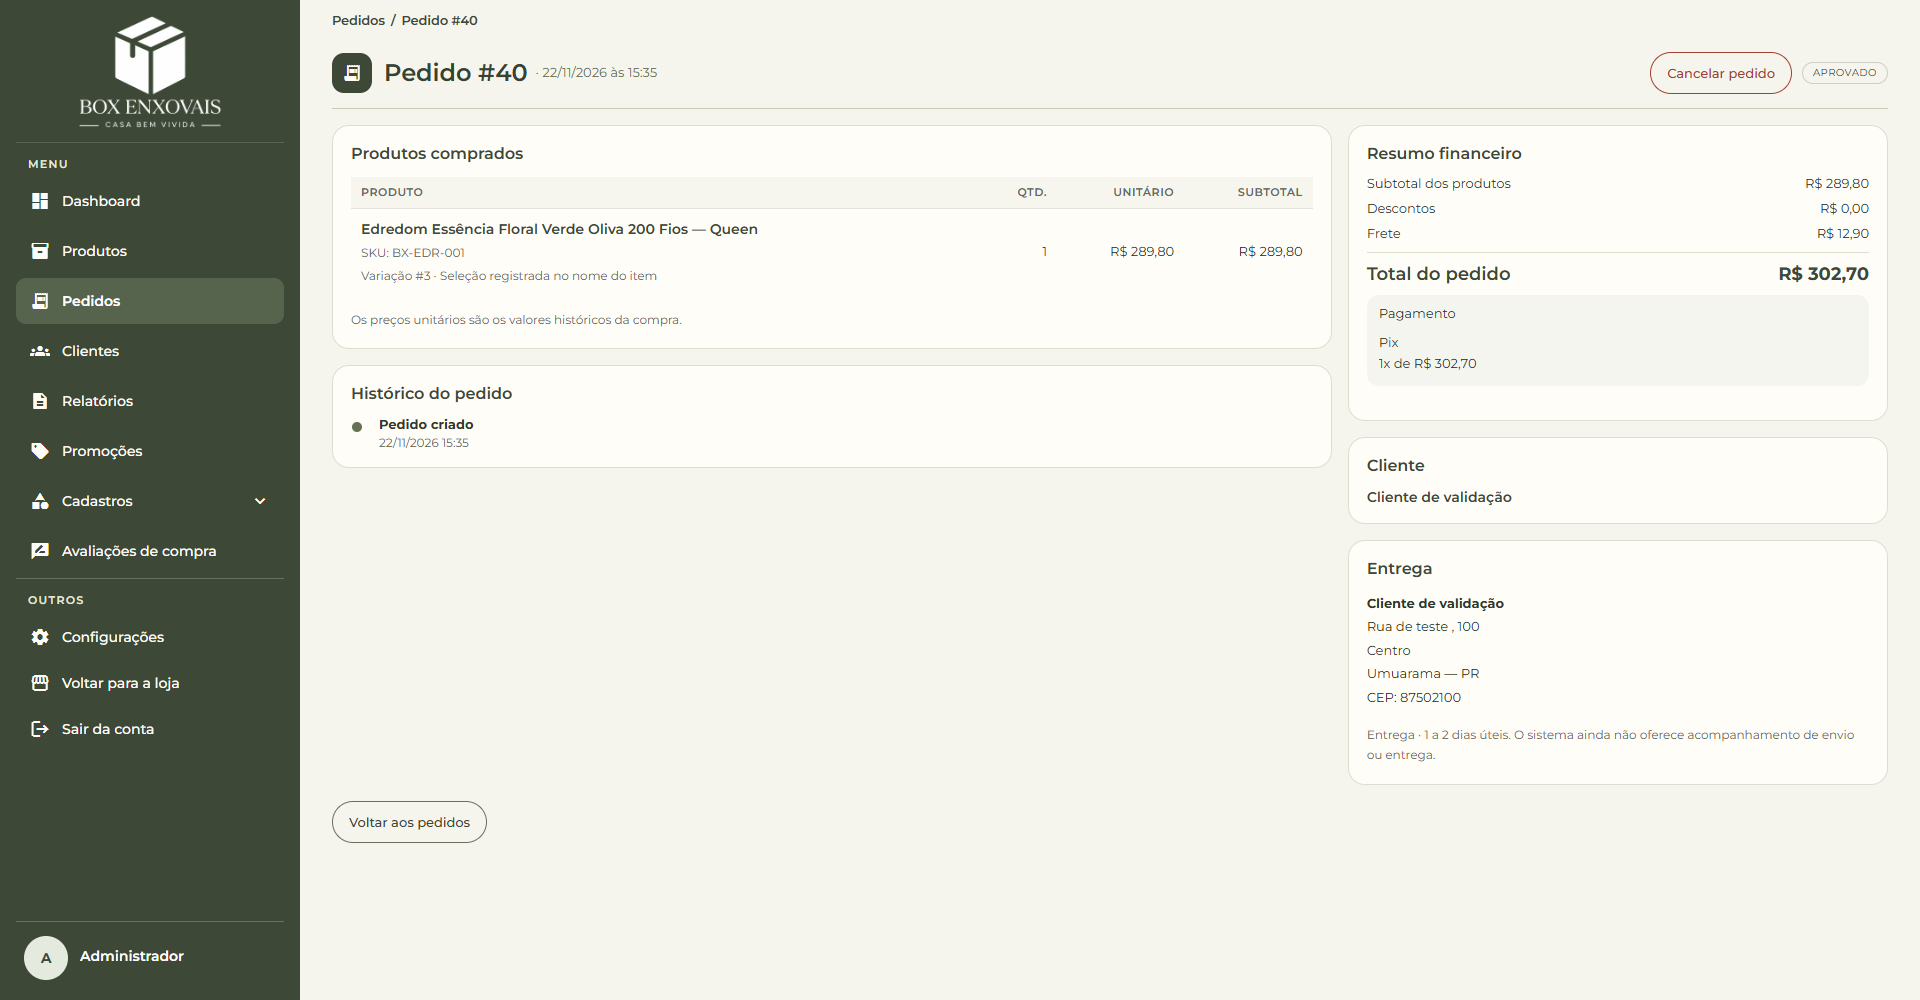 BOX ENXOVAIS
CASA BEM VIVIDA
MENU
Dashboard
Produtos
Pedidos
Clientes
Relatórios
Promoções
Cadastros
Avaliações de compra
OUTROS
Configurações
Voltar para a loja
Sair da conta
A Administrador
Pedidos / Pedido #40
Pedido #40 · 22/11/2026 às 15:35
Cancelar pedido APROVADO
Produtos comprados
PRODUTO QTD. UNITÁRIO SUBTOTAL
Edredom Essência Floral Verde Oliva 200 Fios — Queen
SKU: BX-EDR-001 1 R$ 289,80 R$ 289,80
Variação #3 · Seleção registrada no nome do item
Os preços unitários são os valores históricos da compra.
Histórico do pedido
Pedido criado
22/11/2026 15:35
Resumo financeiro
Subtotal dos produtos R$ 289,80
Descontos R$ 0,00
Frete R$ 12,90
Total do pedido R$ 302,70
Pagamento
Pix
1x de R$ 302,70
Cliente
Cliente de validação
Entrega
Cliente de validação
Rua de teste , 100
Centro
Umuarama — PR
CEP: 87502100
Entrega · 1 a 2 dias úteis. O sistema ainda não oferece acompanhamento de envio
ou entrega.
Voltar aos pedidos